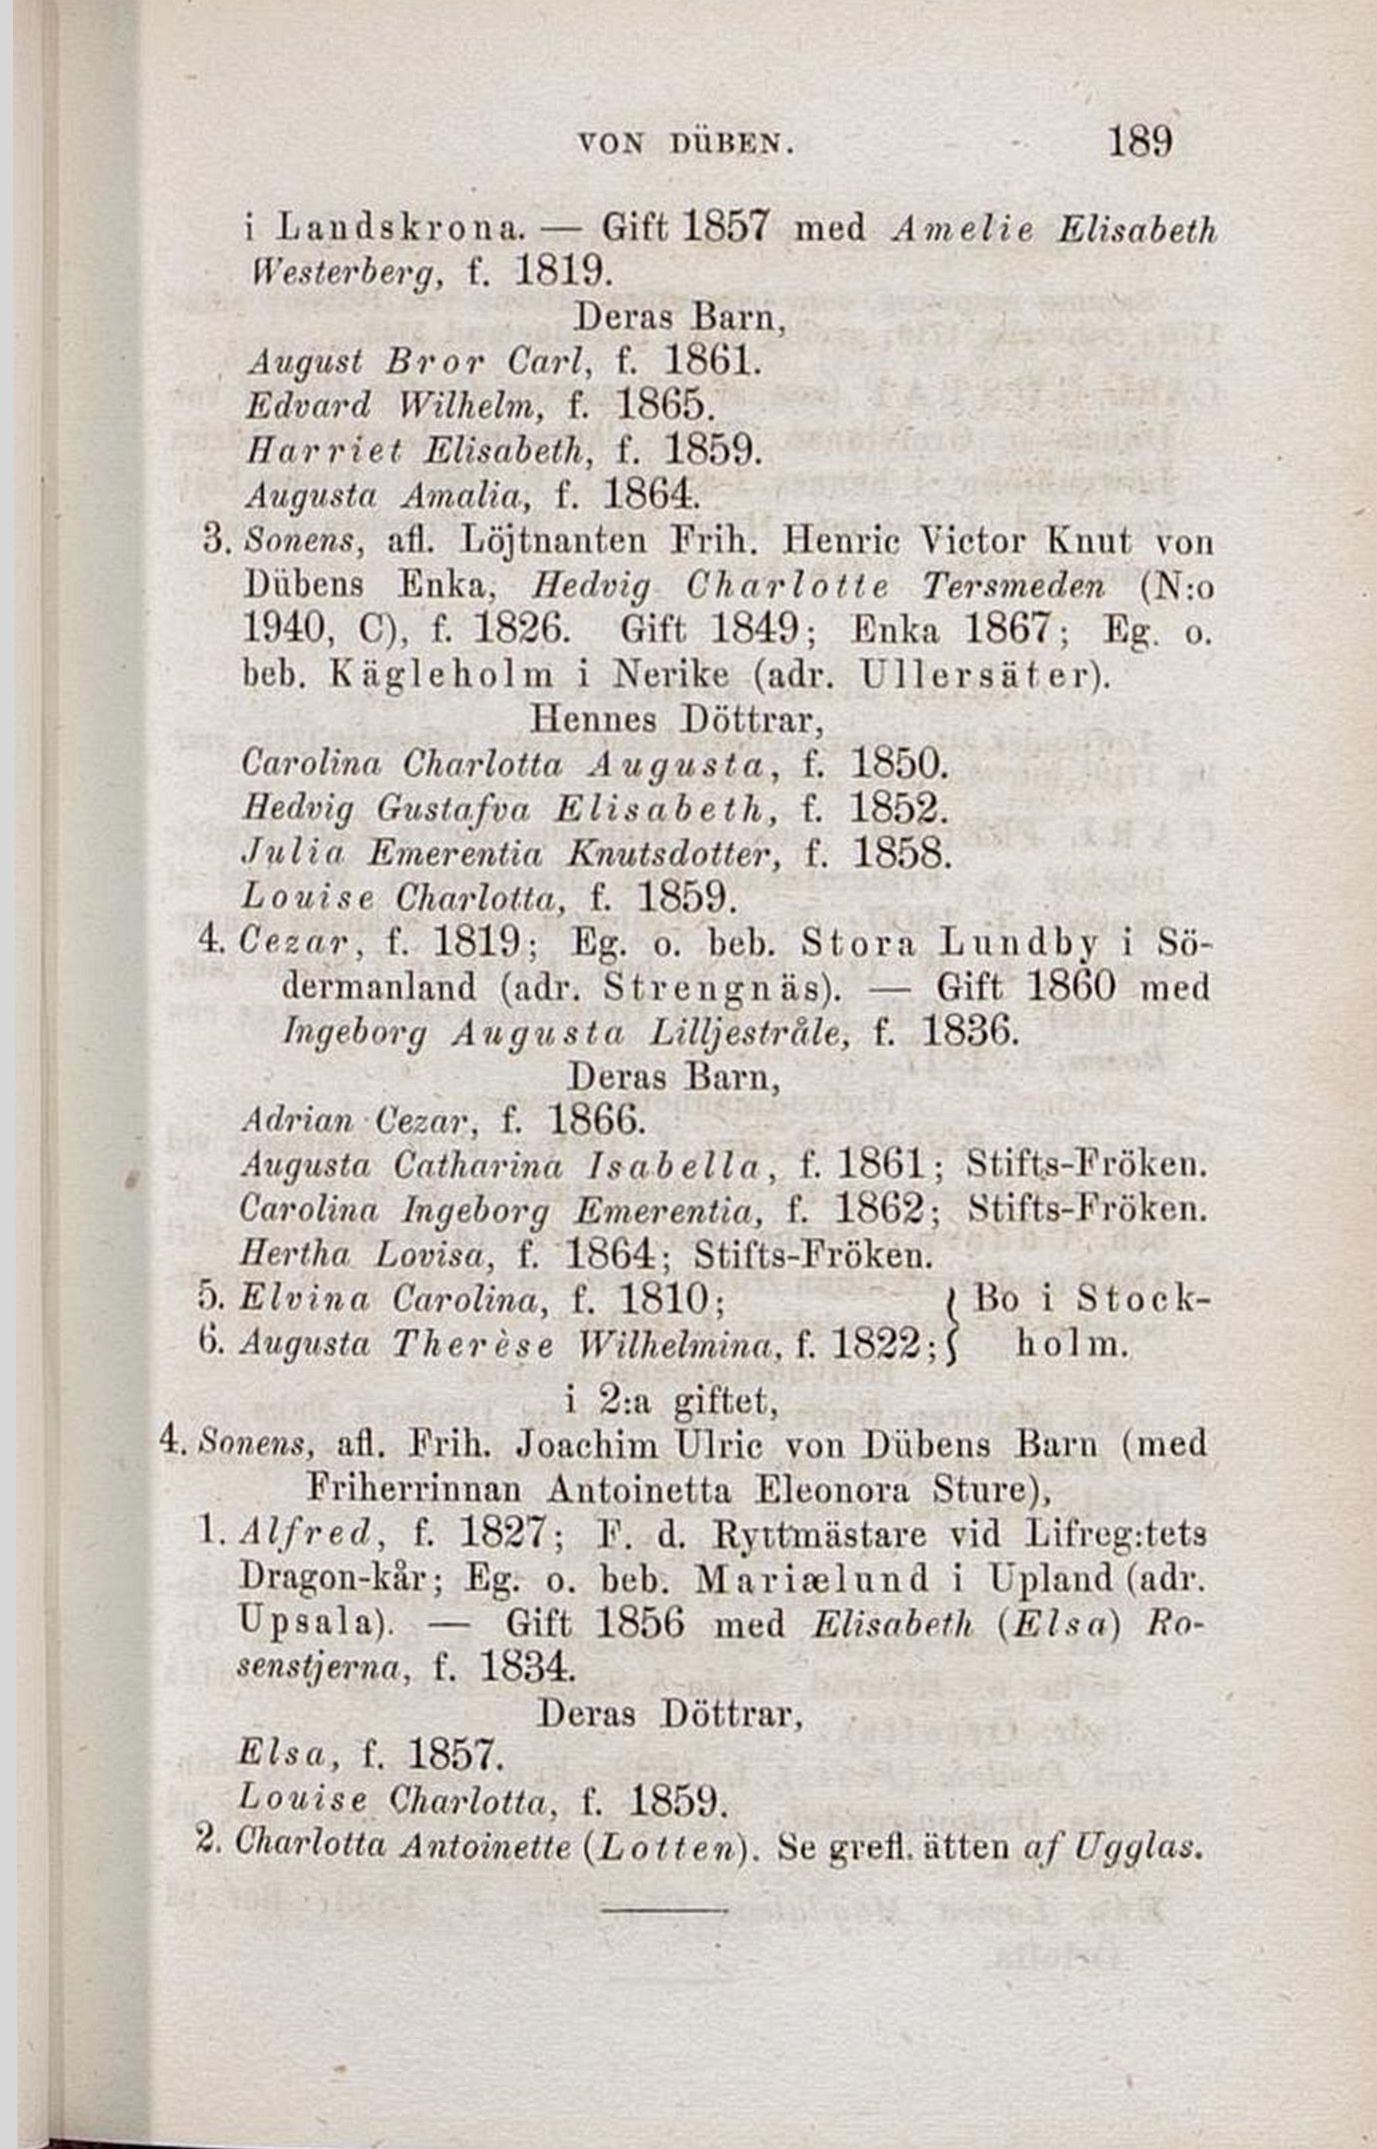 VON DÜBEN. 189
i Landskrona. — Gift 1857 med Amelie Elisabeth
Westerberg, f. 1819.
Deras Barn,
August Bror Carl, f. 1861.
Edvard Wilhelm, f. 1865.
Harriet Elisabeth, f. 1859.
Augusta Amalia, f. 1864.
3. Sonens, afl. Löjtnanten Frih. Henric Victor Knut von
Dübens Enka, Hedvig Charlotte Tersmeden (N:o
1940, C), f. 1826. Gift 1849; Enka 1867; Eg. o.
beb. Kägleholm i Nerike (adr. Ullersäter).
Hennes Döttrar,
Carolina Charlotta Augusta, f. 1850.
Hedvig Gustafva Elisabeth, f. 1852.
Julia Emerentia Knutsdotter, f. 1858.
Louise Charlotta, f. 1859.
4. Cezar, f. 1819; Eg. o. beb. Stora Lundby i Sö-
dermanland (adr. Strengnäs). — Gift 1860 med
Ingeborg Augusta Lilljestråle, f. 1836.
Deras Barn,
Adrian Cezar, f. 1866.
Augusta Catharina Isabella, f. 1861; Stifts-Fröken.
Carolina Ingeborg Emerentia, f. 1862; Stifts-Fröken.
Hertha Lovisa, f. 1864; Stifts-Fröken.
5. Elvina Carolina, f. 1810; } Bo i Stock-
6. Augusta Therèse Wilhelmina, f. 1822; } holm.
i 2:a giftet,
4. Sonens, afl. Frih. Joachim Ulric von Dübens Barn (med
Friherrinnan Antoinetta Eleonora Sture),
1. Alfred, f. 1827; F. d. Ryttmästare vid Lifreg:tets
Dragon-kår; Eg. o. beb. Mariælund i Upland (adr.
Upsala). — Gift 1856 med Elisabeth (Elsa) Ro-
senstjerna, f. 1834.
Deras Döttrar,
Elsa, f. 1857.
Louise Charlotta, f. 1859.
2. Charlotta Antoinette (Lotten). Se grefl. ätten af Ugglas.